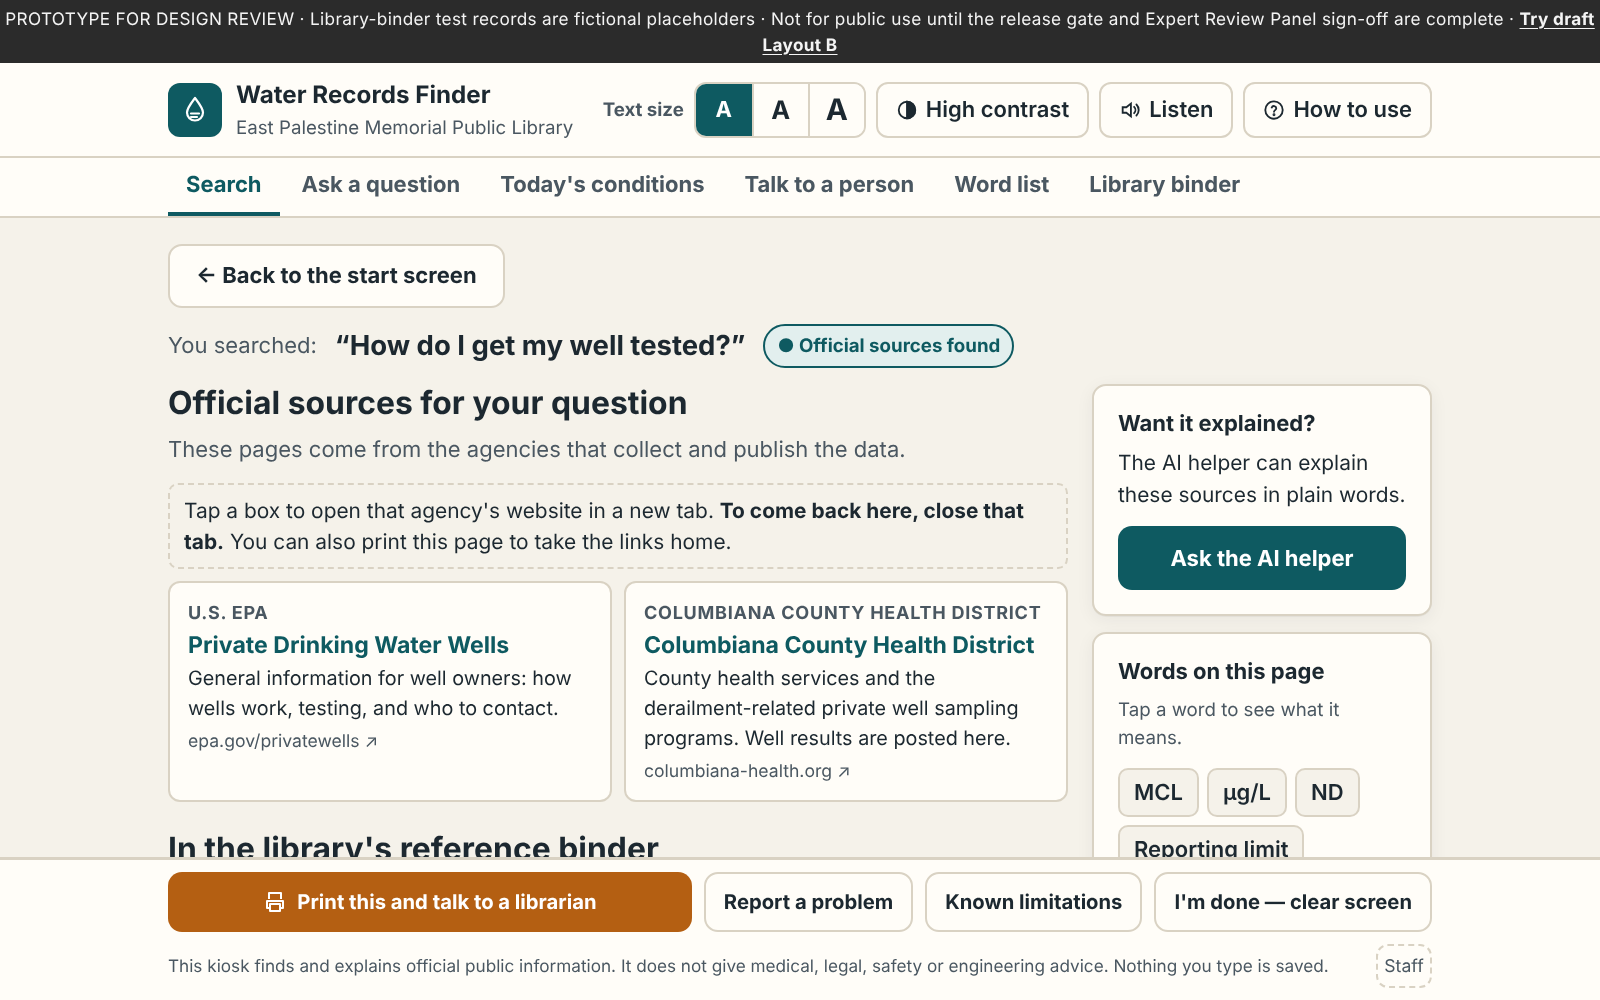 PROTOTYPE FOR DESIGN REVIEW · Library-binder test records are fictional placeholders · Not for public use until the release gate and Expert Review Panel sign-off are complete · Try draft
Layout B
Water Records Finder
East Palestine Memorial Public Library
Text size
A A A
High contrast
Listen
How to use
Search
Ask a question
Today's conditions
Talk to a person
Word list
Library binder
← Back to the start screen
You searched: “How do I get my well tested?”
Official sources found
Official sources for your question
These pages come from the agencies that collect and publish the data.
Tap a box to open that agency's website in a new tab. To come back here, close that
tab. You can also print this page to take the links home.
U.S. EPA
Private Drinking Water Wells
General information for well owners: how
wells work, testing, and who to contact.
epa.gov/privatewells ↗
COLUMBIANA COUNTY HEALTH DISTRICT
Columbiana County Health District
County health services and the
derailment-related private well sampling
programs. Well results are posted here.
columbiana-health.org ↗
In the library's reference binder
Want it explained?
The AI helper can explain
these sources in plain words.
Ask the AI helper
Words on this page
Tap a word to see what it
means.
MCL
µg/L
ND
Reporting limit
Print this and talk to a librarian
Report a problem
Known limitations
I'm done — clear screen
This kiosk finds and explains official public information. It does not give medical, legal, safety or engineering advice. Nothing you type is saved.
Staff